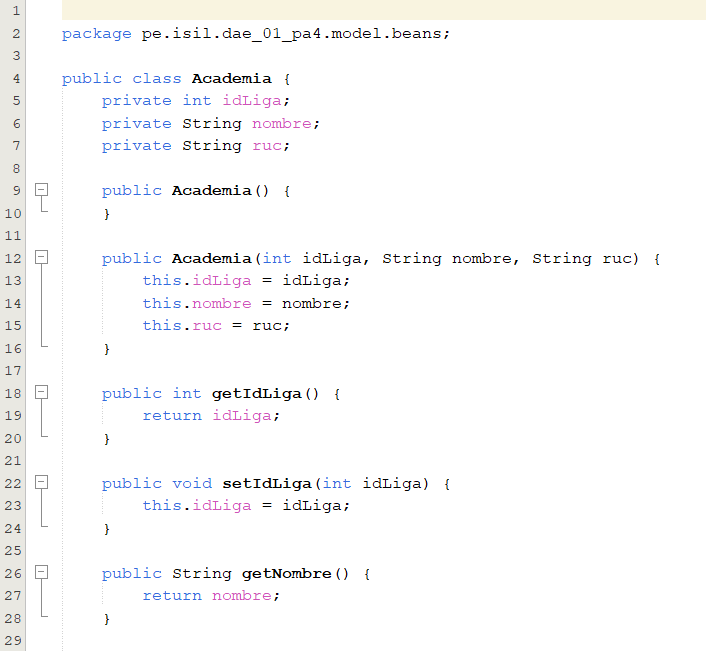 1
2 package pe.isil.dae_01_pa4.model.beans;
3
4 public class Academia {
5 private int idLiga;
6 private String nombre;
7 private String ruc;
8
9 public Academia() {
10 }
11
12 public Academia(int idLiga, String nombre, String ruc) {
13 this.idLiga = idLiga;
14 this.nombre = nombre;
15 this.ruc = ruc;
16 }
17
18 public int getIdLiga() {
19 return idLiga;
20 }
21
22 public void setIdLiga(int idLiga) {
23 this.idLiga = idLiga;
24 }
25
26 public String getNombre() {
27 return nombre;
28 }
29